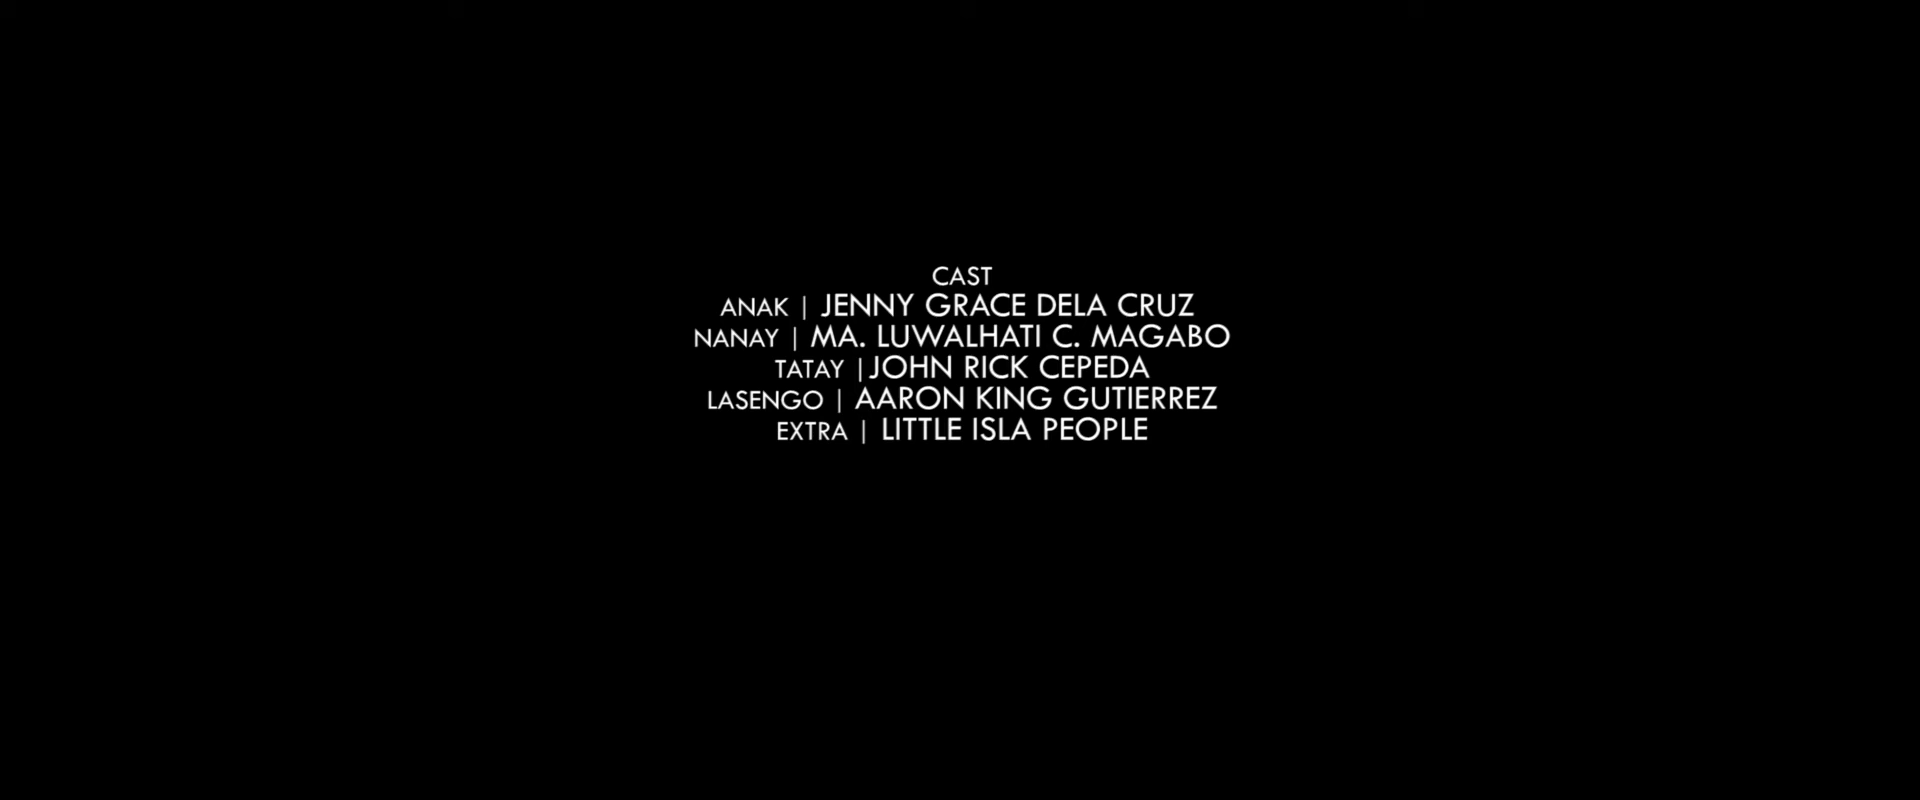 CAST
ANAK | JENNY GRACE DELA CRUZ
NANAY | MA. LUWALHATI C. MAGABO
TATAY |JOHN RICK CEPEDA
LASENGO | AARON KING GUTIERREZ
EXTRA | LITTLE ISLA PEOPLE